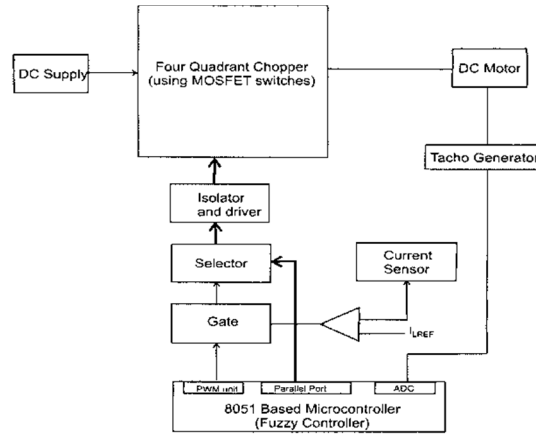 DC Supply
Four Quadrant Chopper
(using MOSFET switches)
DC Motor
Tacho Generator
Isolator
and driver
Selector
Current
Sensor
Gate
ILREF
PWM unit
Parallel Port
ADC
8051 Based Microcontroller
(Fuzzy Controller)